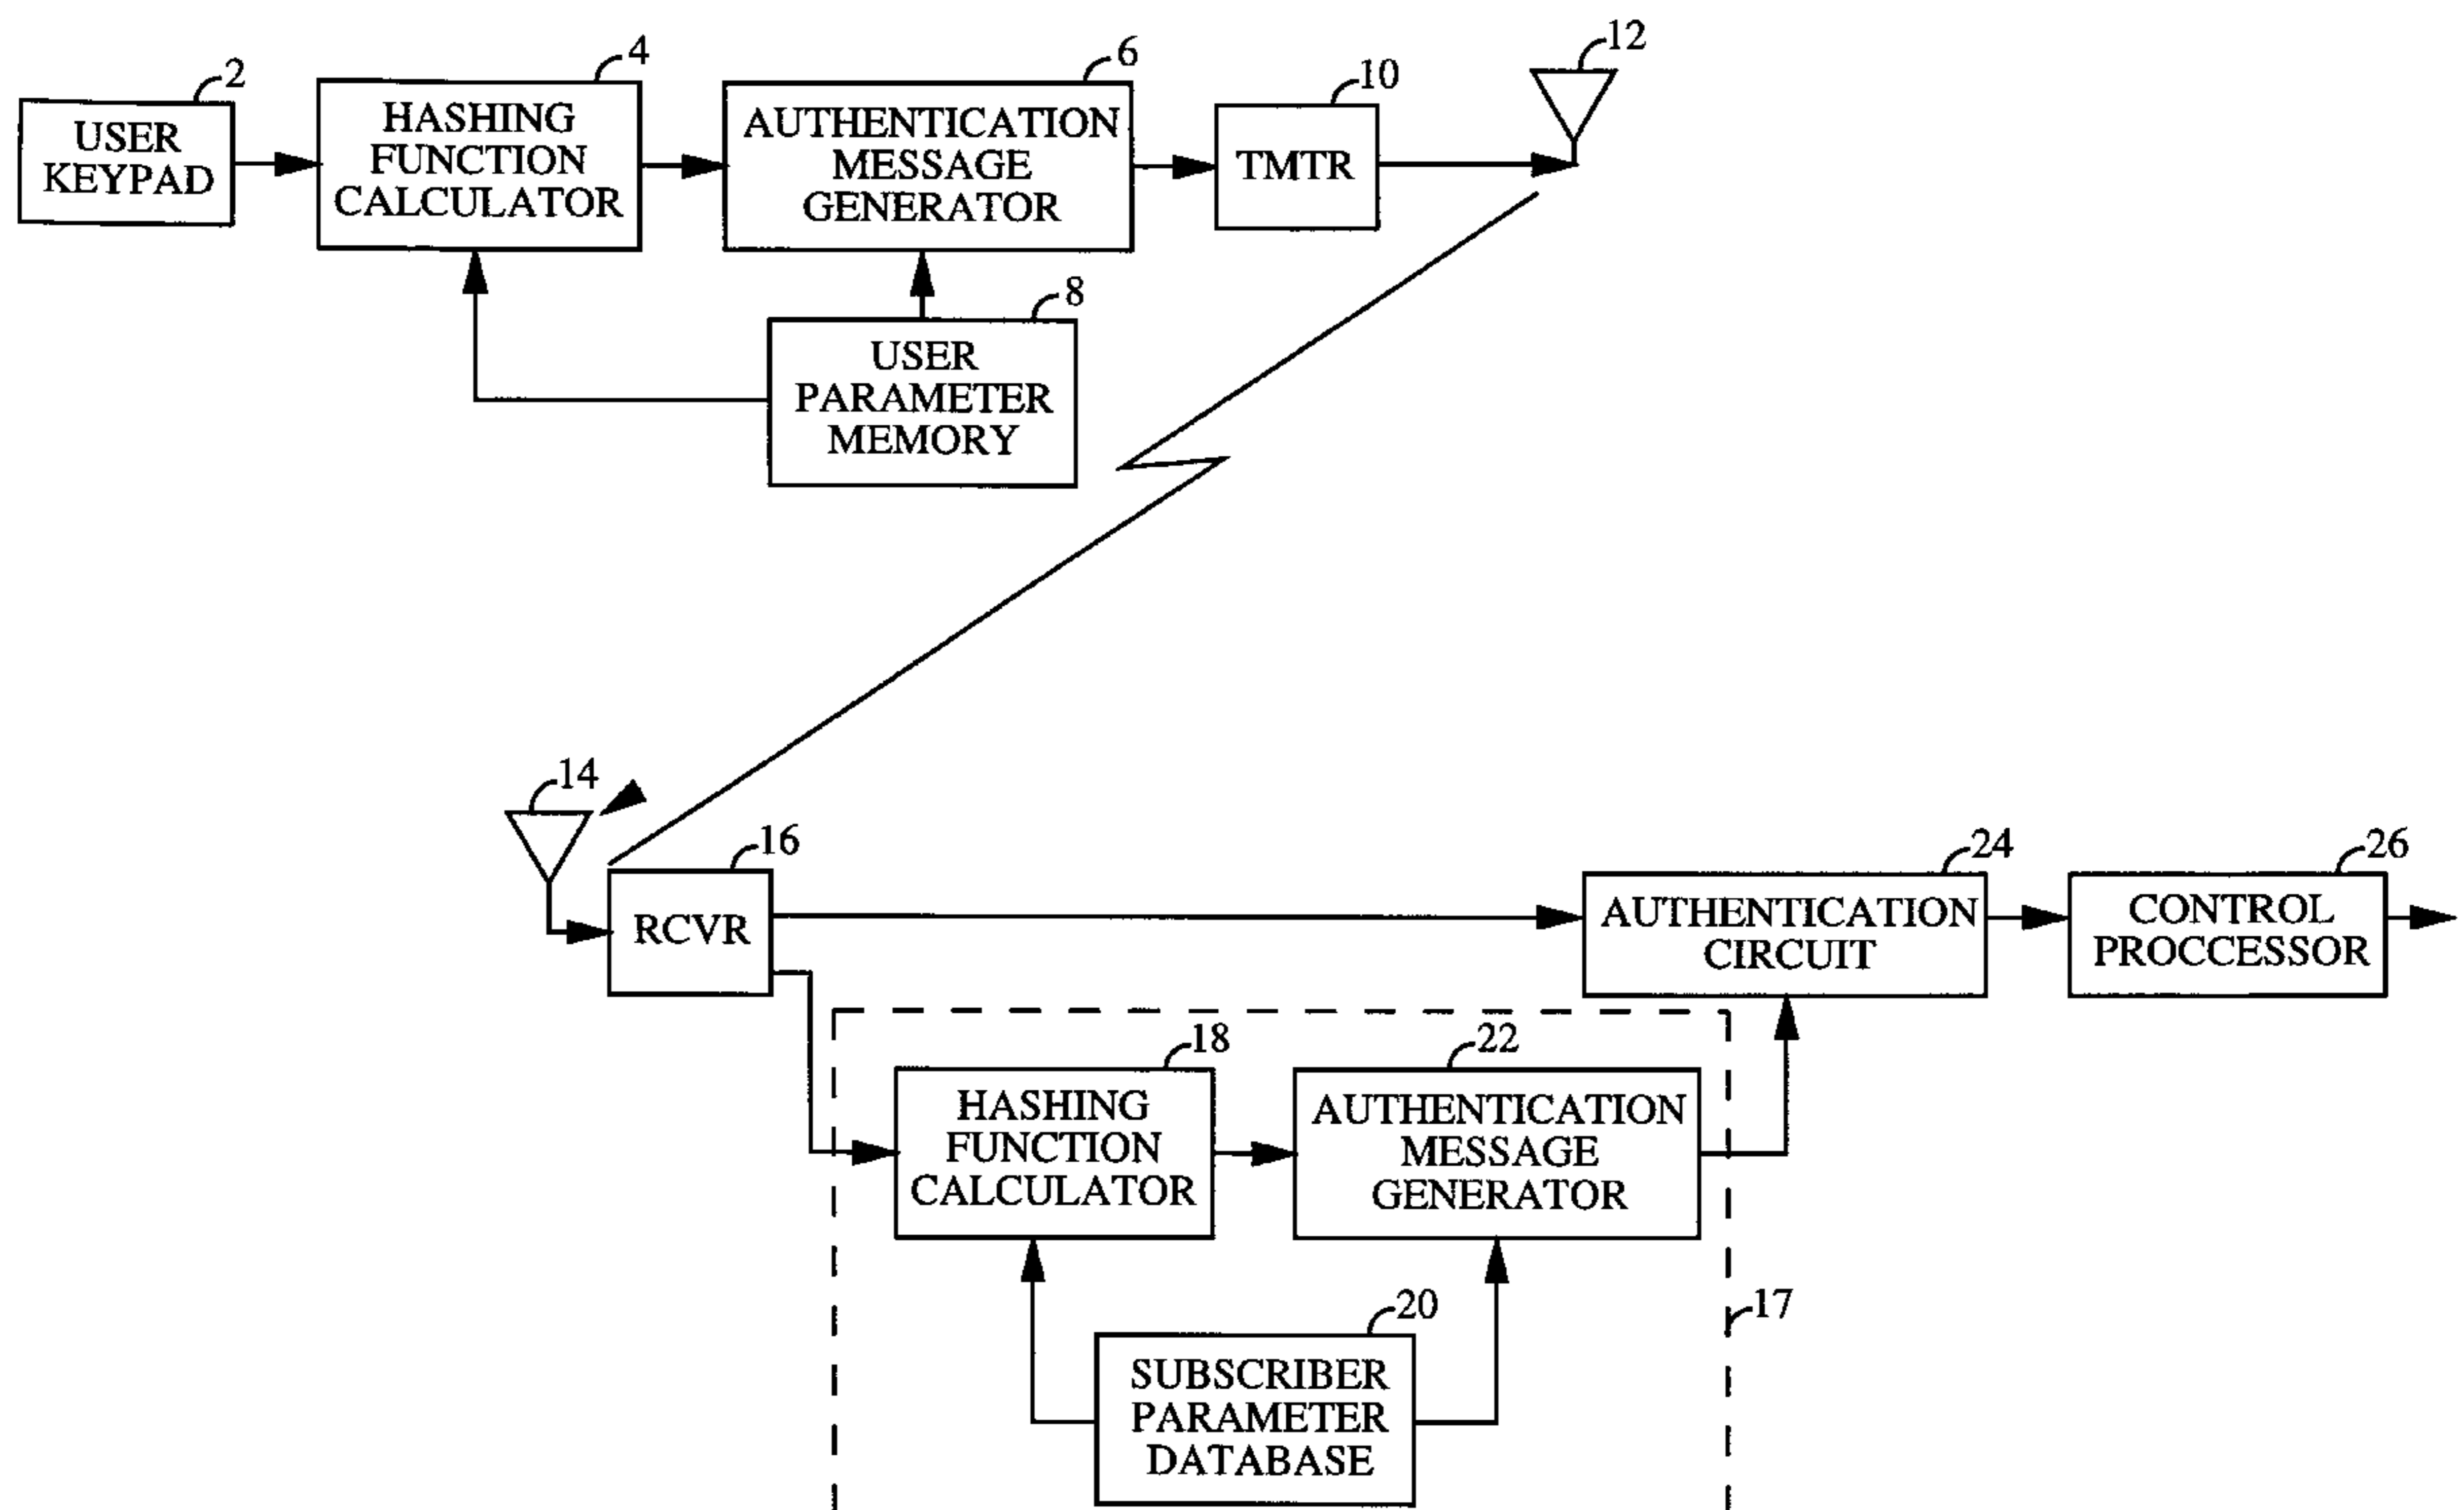 2
USER
KEYPAD
4
HASHING
FUNCTION
CALCULATOR
6
AUTHENTICATION
MESSAGE
GENERATOR
10
TMTR
12
8
USER
PARAMETER
MEMORY
14
16
RCVR
24
AUTHENTICATION
CIRCUIT
26
CONTROL
PROCCESSOR
18
HASHING
FUNCTION
CALCULATOR
22
AUTHENTICATION
MESSAGE
GENERATOR
20
SUBSCRIBER
PARAMETER
DATABASE
17